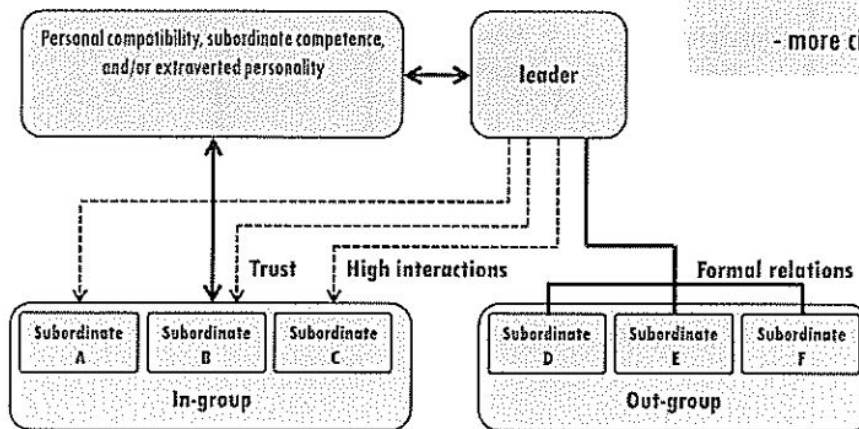 - more
Personal compatibility, subordinate competence,
and/or extraverted personality
leader
Trust
High interactions
Formal relations
Subordinate
A
Subordinate
B
Subordinate
C
In-group
Subordinate
D
Subordinate
E
Subordinate
F
Out-group